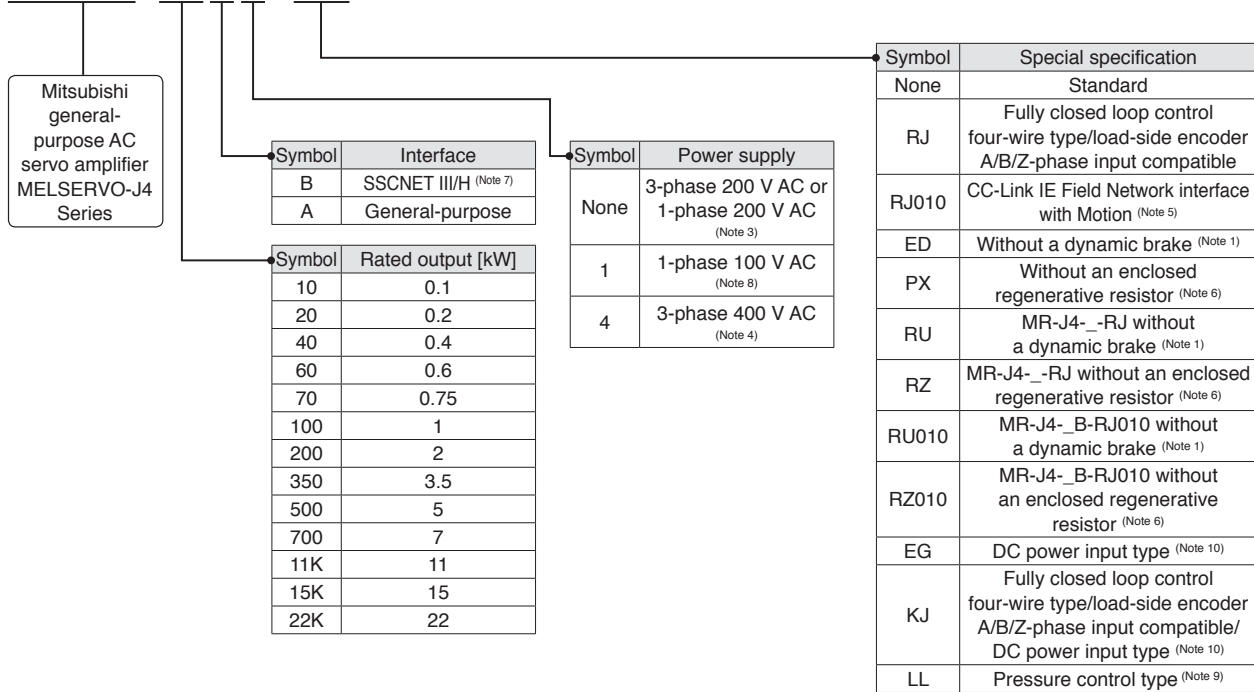 Mitsubishi
general-
purpose AC
servo amplifier
MELSERVO-J4
Series
Symbol Interface
B SSCNET III/H (Note 7)
A General-purpose
Symbol Rated output [kW]
10 0.1
20 0.2
40 0.4
60 0.6
70 0.75
100 1
200 2
350 3.5
500 5
700 7
11K 11
15K 15
22K 22
Symbol Power supply
None 3-phase 200 V AC or
1-phase 200 V AC
(Note 3)
1 1-phase 100 V AC
(Note 8)
4 3-phase 400 V AC
(Note 4)
Symbol Special specification
None Standard
RJ Fully closed loop control
four-wire type/load-side encoder
A/B/Z-phase input compatible
RJ010 CC-Link IE Field Network interface
with Motion (Note 5)
ED Without a dynamic brake (Note 1)
PX Without an enclosed
regenerative resistor (Note 6)
RU MR-J4-_-RJ without
a dynamic brake (Note 1)
RZ MR-J4-_-RJ without an enclosed
regenerative resistor (Note 6)
RU010 MR-J4-_B-RJ010 without
a dynamic brake (Note 1)
RZ010 MR-J4-_B-RJ010 without
an enclosed regenerative
resistor (Note 6)
EG DC power input type (Note 10)
KJ Fully closed loop control
four-wire type/load-side encoder
A/B/Z-phase input compatible/
DC power input type (Note 10)
LL Pressure control type (Note 9)